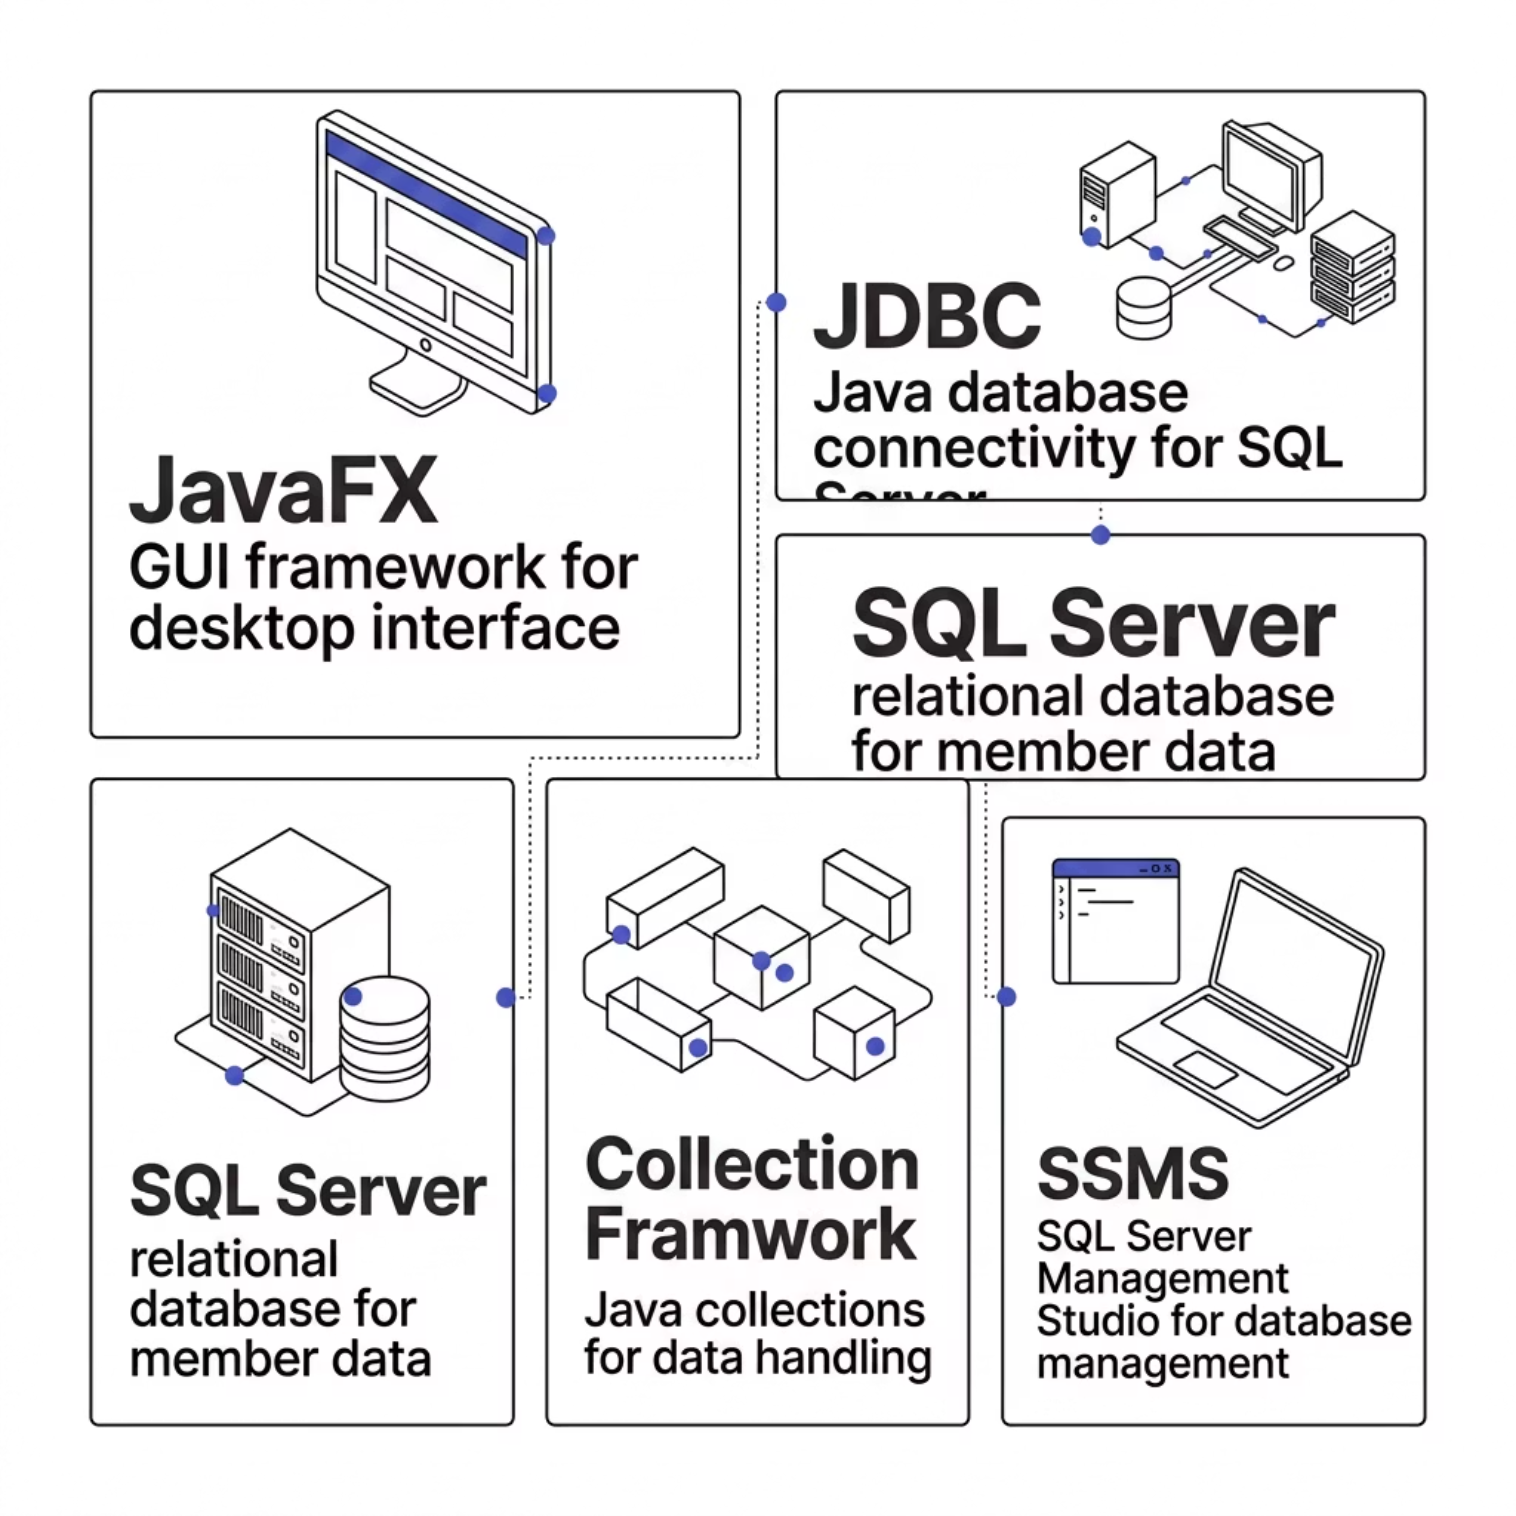 JavaFX
GUI framework for
desktop interface
JDBC
Java database
connectivity for SQL
Server
SQL Server
relational database
for member data
SQL Server
relational
database for
member data
Collection
Framwork
Java collections
for data handling
SSMS
SQL Server
Management
Studio for database
management